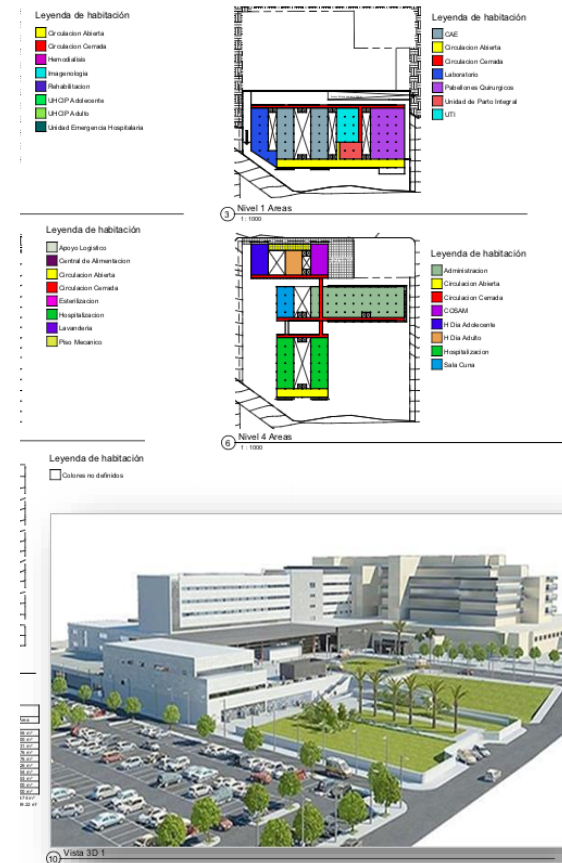 Leyenda de habitación
Circulacion Abierta
Circulacion Cerrada
Hemodialisis
Imagenologia
Rehabilitacion
UHCIP Adolecente
UHCIP Adulto
Unidad Emergencia Hospitalaria
Leyenda de habitación
CAE
Circulacion Abierta
Circulacion Cerrada
Laboratorio
Pabellones Quirurgicos
Unidad de Parto Integral
UTI
3
Nivel 1 Areas
1 : 1000
Leyenda de habitación
Apoyo Logistico
Central de Alimentacion
Circulacion Abierta
Circulacion Cerrada
Esterilizacion
Hospitalizacion
Lavanderia
Piso Mecanico
Leyenda de habitación
Administracion
Circulacion Abierta
Circulacion Cerrada
COSAM
H Dia Adolecente
H Dia Adulto
Hospitalizacion
Sala Cuna
6
Nivel 4 Areas
1 : 1000
Leyenda de habitación
Colores no definidos
10
Vista 3D 1